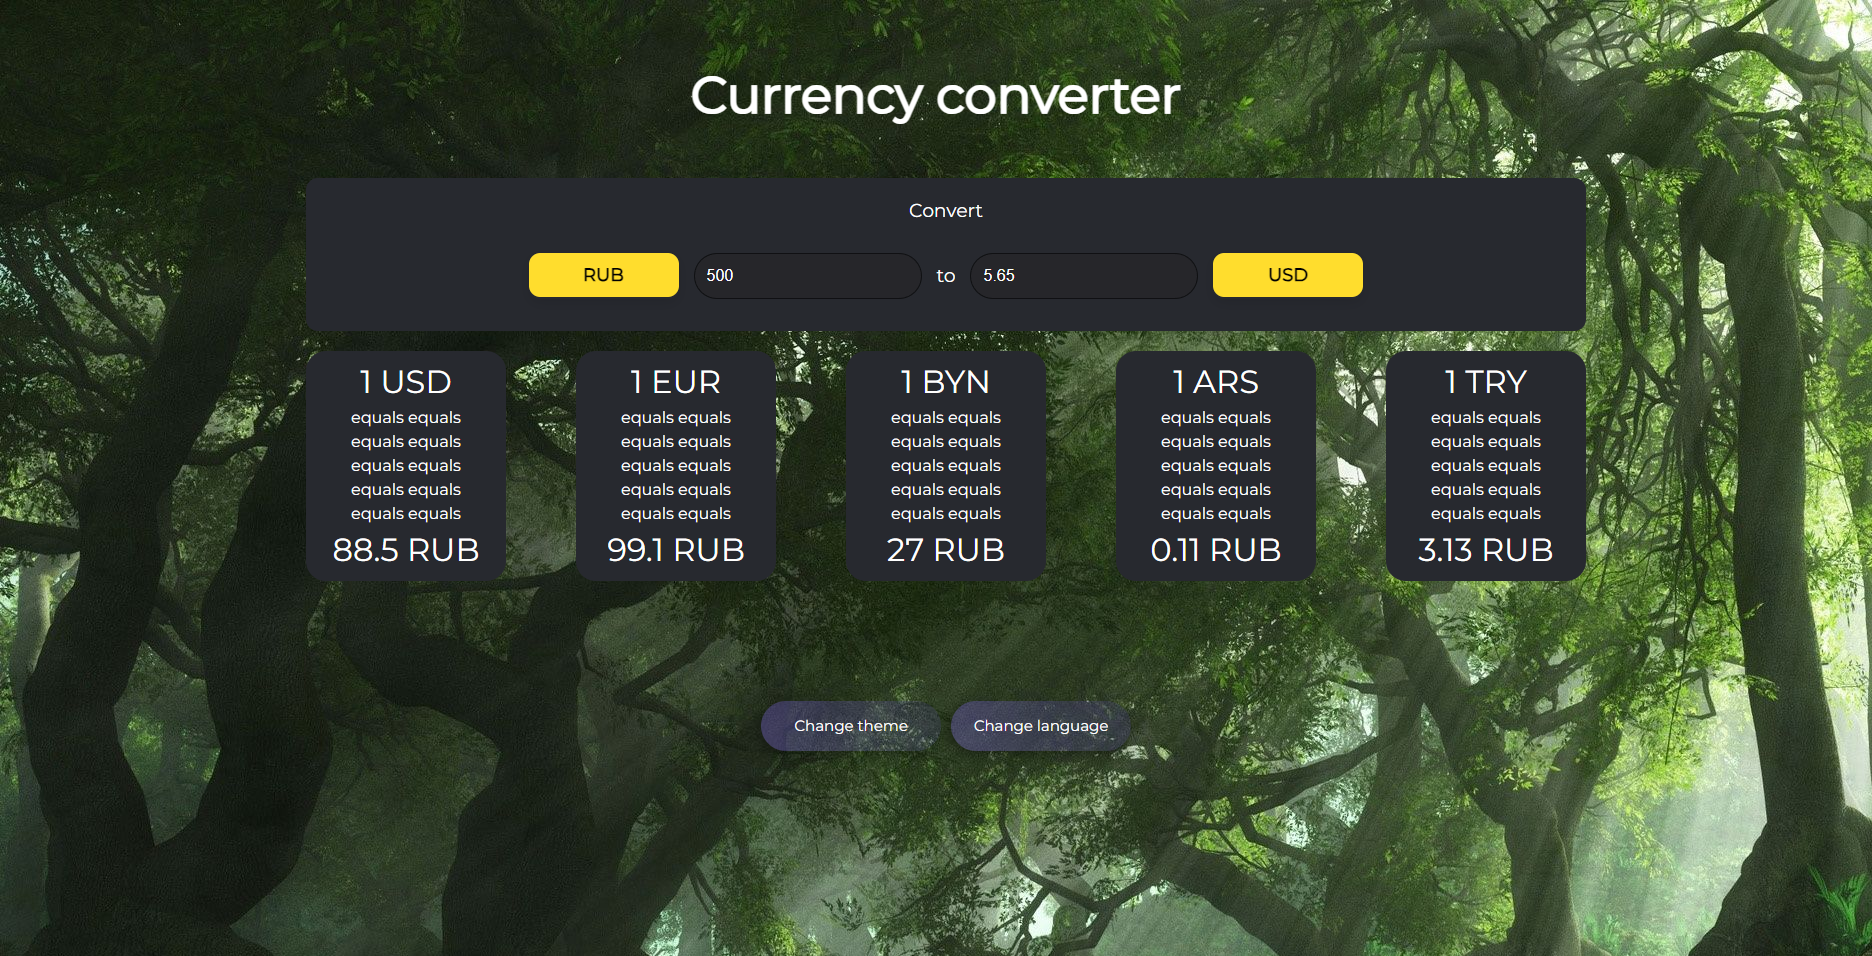 Currency converter
Convert
RUB 500 to 5.65 USD
1 USD 1 EUR 1 BYN 1 ARS 1 TRY
equals equals equals equals equals equals equals equals equals equals
equals equals equals equals equals equals equals equals equals equals
equals equals equals equals equals equals equals equals equals equals
equals equals equals equals equals equals equals equals equals equals
equals equals equals equals equals equals equals equals equals equals
88.5 RUB 99.1 RUB 27 RUB 0.11 RUB 3.13 RUB
Change theme Change language